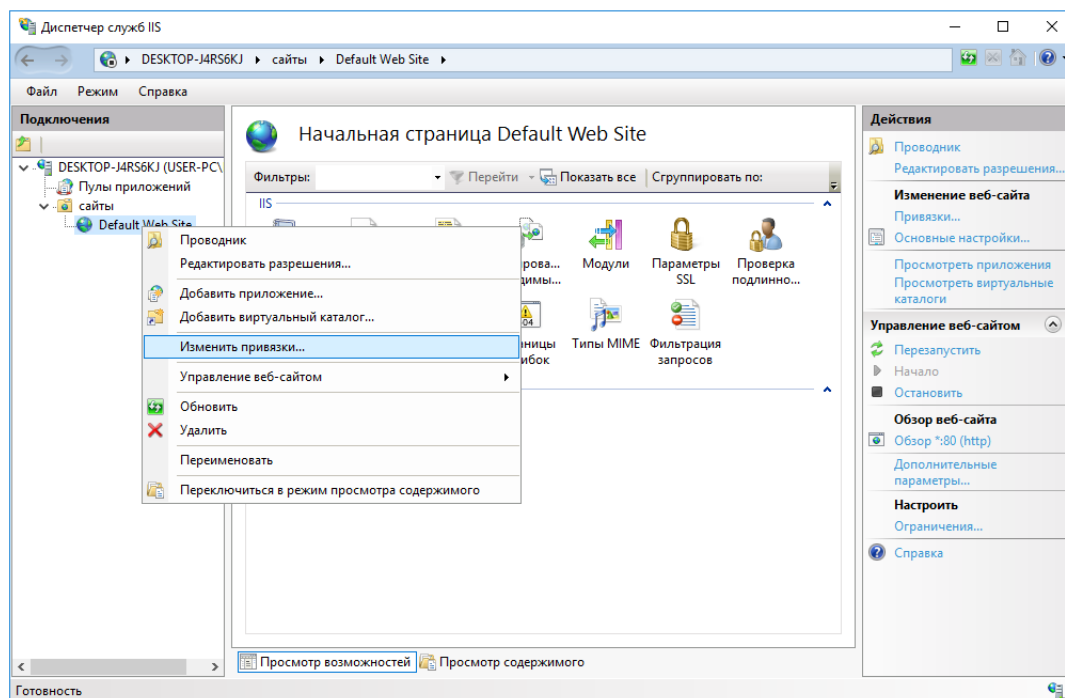 Диспетчер служб IIS
DESKTOP-J4RS6KJ сайты Default Web Site
Файл Режим Справка
Подключения
DESKTOP-J4RS6KJ (USER-PC\
Пулы приложений
сайты
Default Web Site
Начальная страница Default Web Site
Фильтры: Перейти Показать все Сгруппировать по:
IIS
Модули
Параметры
SSL
Проверка
подлинно...
Типы MIME
Фильтрация
запросов
Проводник
Редактировать разрешения...
Добавить приложение...
Добавить виртуальный каталог...
Изменить привязки...
Управление веб-сайтом
Обновить
Удалить
Переименовать
Переключиться в режим просмотра содержимого
Просмотр возможностей Просмотр содержимого
Действия
Проводник
Редактировать разрешения...
Изменение веб-сайта
Привязки...
Основные настройки...
Просмотреть приложения
Просмотреть виртуальные
каталоги
Управление веб-сайтом
Перезапустить
Начало
Остановить
Обзор веб-сайта
Обзор *:80 (http)
Дополнительные
параметры...
Настроить
Ограничения...
Справка
Готовность